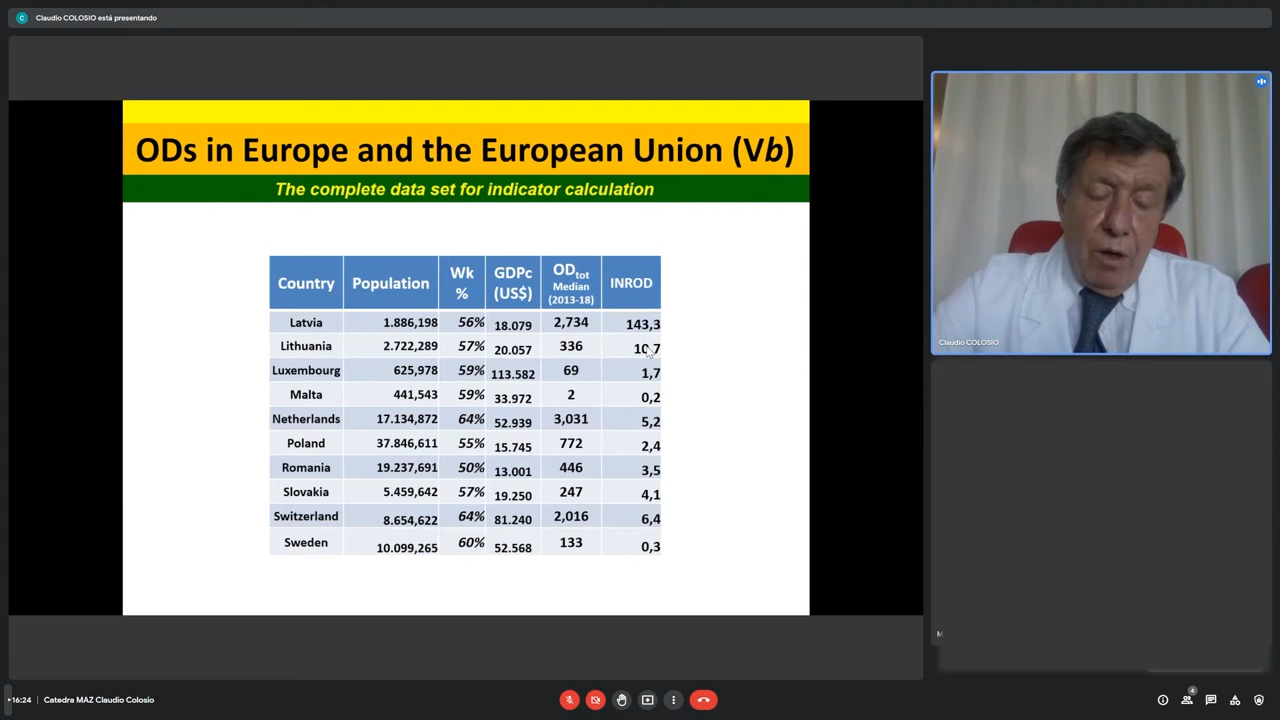 Claudio COLOSIO está presentando
ODs in Europe and the European Union (Vb)
The complete data set for indicator calculation
Country Population Wk % GDPc (US$) ODtot Median (2013-18) INROD
Latvia 1.886,198 56% 18.079 2,734 143,3
Lithuania 2.722,289 57% 20.057 336
Luxembourg 625,978 59% 113.582 69 1,7
Malta 441,543 59% 33.972 2 0,2
Netherlands 17.134,872 64% 52.939 3,031 5,2
Poland 37.846,611 55% 15.745 772 2,4
Romania 19.237,691 50% 13.001 446 3,5
Slovakia 5.459,642 57% 19.250 247 4,1
Switzerland 8.654,622 64% 81.240 2,016 6,4
Sweden 10.099,265 60% 52.568 133 0,3
Claudio COLOSIO
16:24 | Catedra MAZ Claudio Colosio
4